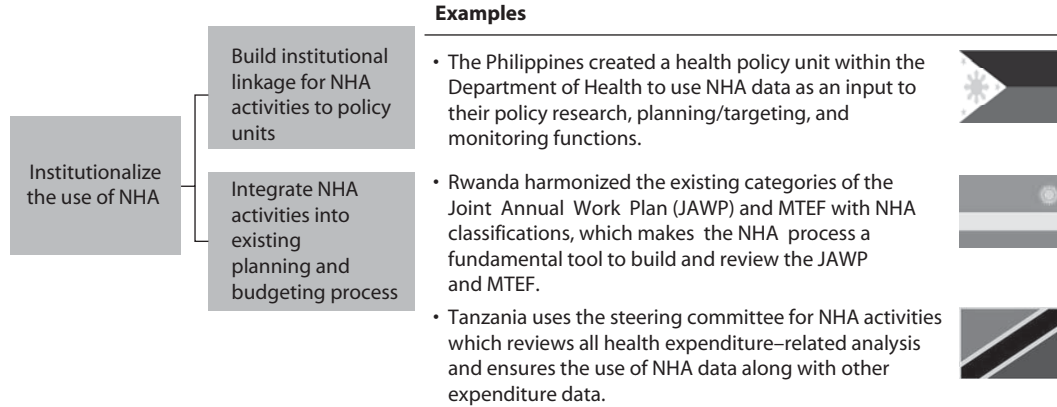 Examples
Institutionalize
the use of NHA
Build institutional
linkage for NHA
activities to policy
units
Integrate NHA
activities into
existing
planning and
budgeting process
• The Philippines created a health policy unit within the
Department of Health to use NHA data as an input to
their policy research, planning/targeting, and
monitoring functions.
• Rwanda harmonized the existing categories of the
Joint Annual Work Plan (JAWP) and MTEF with NHA
classifications, which makes the NHA process a
fundamental tool to build and review the JAWP
and MTEF.
• Tanzania uses the steering committee for NHA activities
which reviews all health expenditure–related analysis
and ensures the use of NHA data along with other
expenditure data.